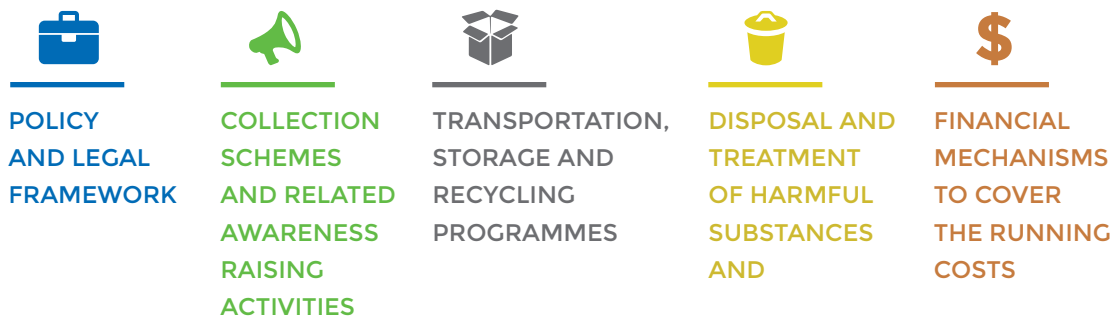 POLICY
AND LEGAL
FRAMEWORK
COLLECTION
SCHEMES
AND RELATED
AWARENESS
RAISING
ACTIVITIES
TRANSPORTATION,
STORAGE AND
RECYCLING
PROGRAMMES
DISPOSAL AND
TREATMENT
OF HARMFUL
SUBSTANCES
AND
$
FINANCIAL
MECHANISMS
TO COVER
THE RUNNING
COSTS